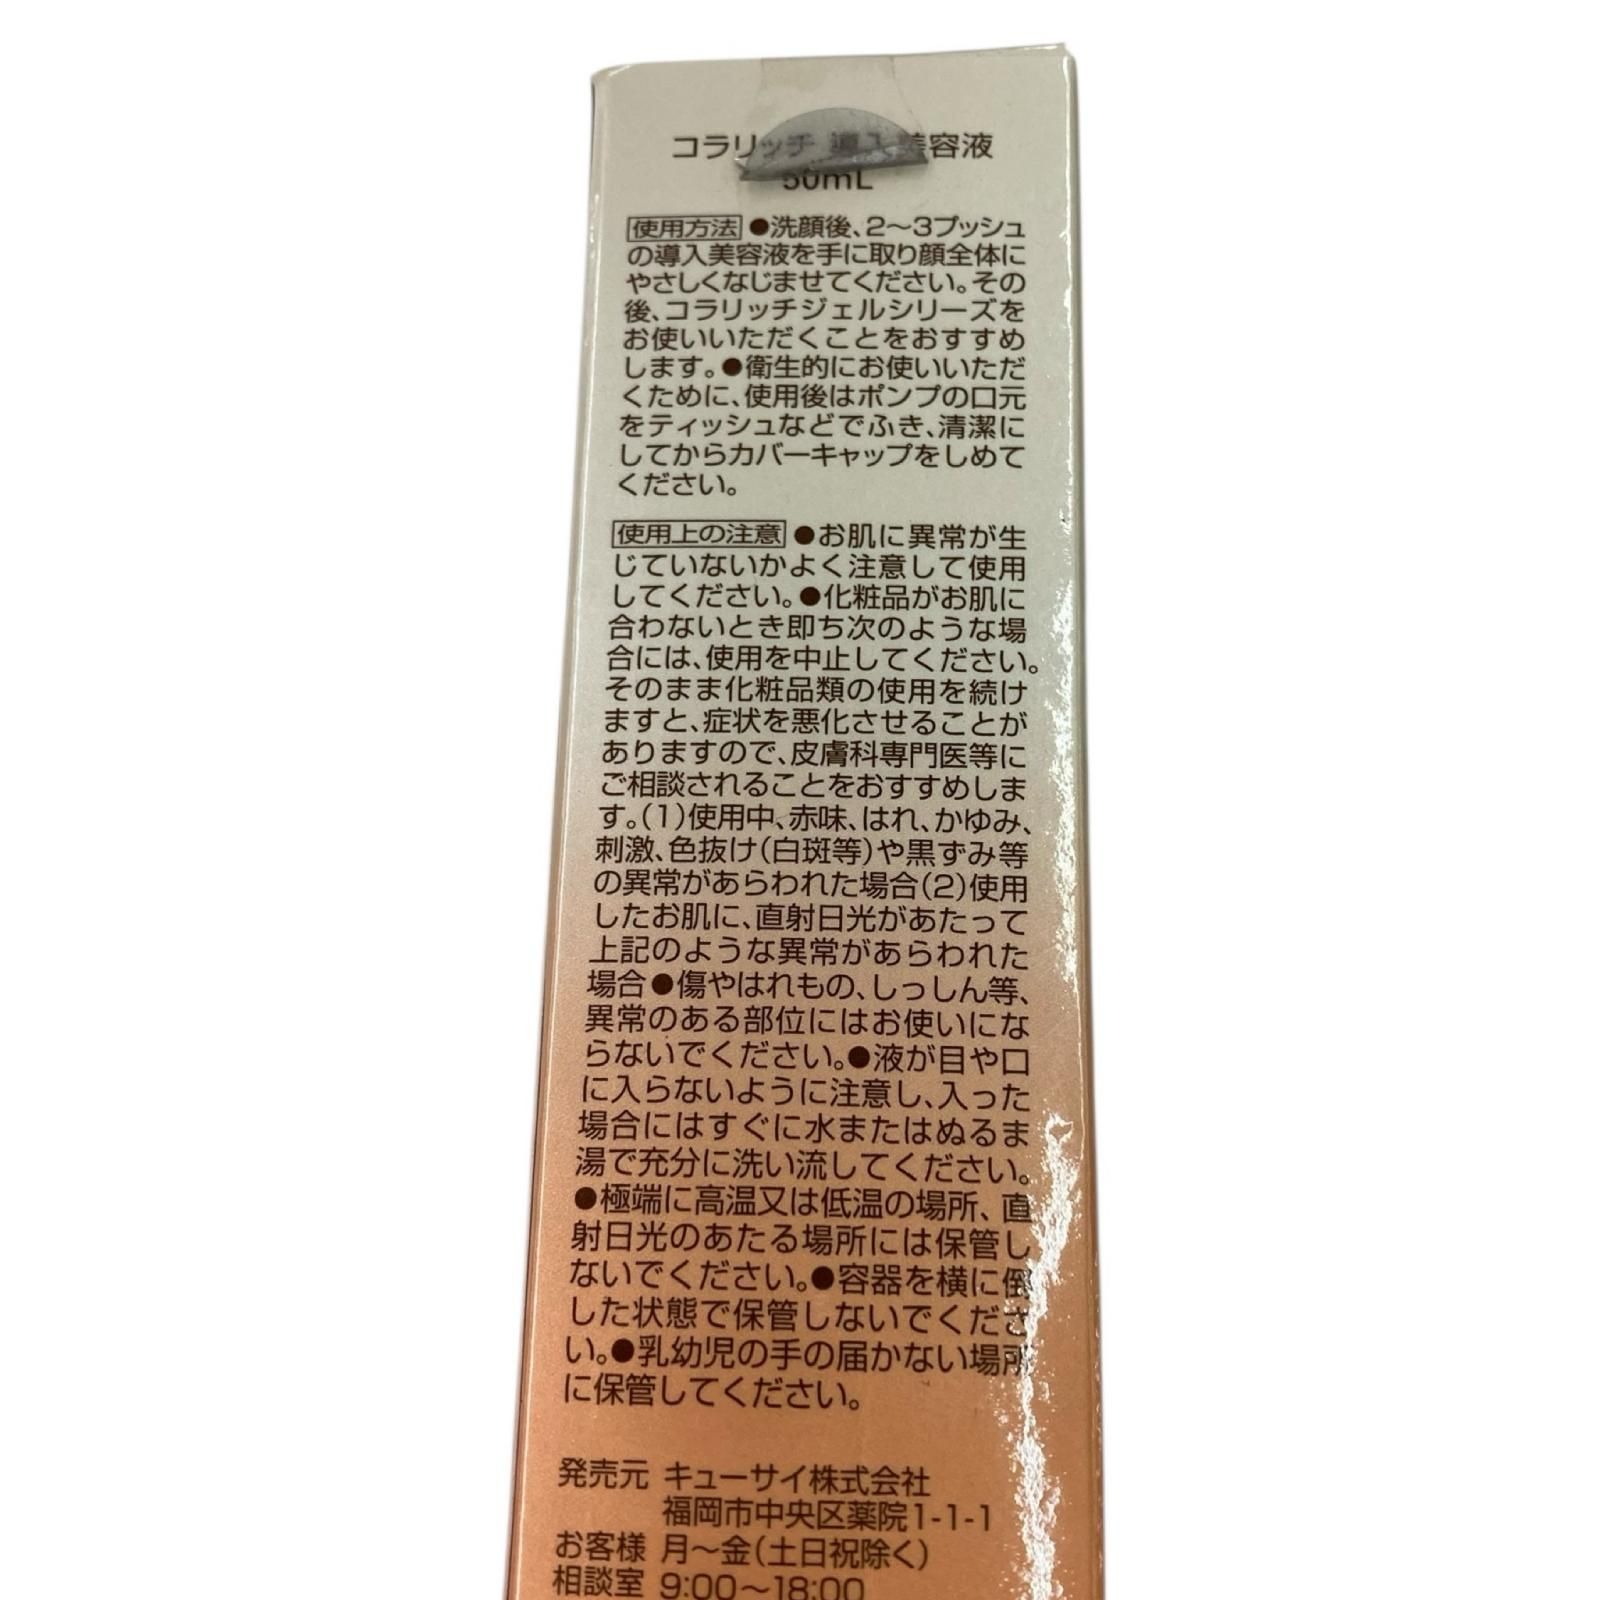 コラリッチ 導入美容液
50mL
使用方法 ●洗顔後、2～3プッシュ
の導入美容液を手に取り顔全体に
やさしくなじませてください。その
後、コラリッチジェルシリーズを
お使いいただくことをおすすめ
します。●衛生的にお使いいただ
くために、使用後はポンプの口元
をティッシュなどでふき、清潔に
してからカバーキャップをしめて
ください。
使用上の注意 ●お肌に異常が生
じていないかよく注意して使用
してください。●化粧品がお肌に
合わないとき即ち次のような場
合には、使用を中止してください。
そのまま化粧品類の使用を続け
ますと、症状を悪化させることが
ありますので、皮膚科専門医等に
ご相談されることをおすすめしま
す。(1)使用中、赤味、はれ、かゆみ、
刺激、色抜け(白斑等)や黒ずみ等
の異常があらわれた場合(2)使用
したお肌に、直射日光があたって
上記のような異常があらわれた
場合●傷やはれもの、しっしん等、
異常のある部位にはお使いにな
らないでください。●液が目や口
に入らないように注意し、入った
場合にはすぐに水またはぬるま
湯で充分に洗い流してください。
●極端に高温又は低温の場所、直
射日光のあたる場所には保管し
ないでください。●容器を横に倒
した状態で保管しないでくださ
い。●乳幼児の手の届かない場所
に保管してください。
発売元 キューサイ株式会社
福岡市中央区薬院1-1-1
お客様 月～金(土日祝除く)
相談室 9:00～18:00